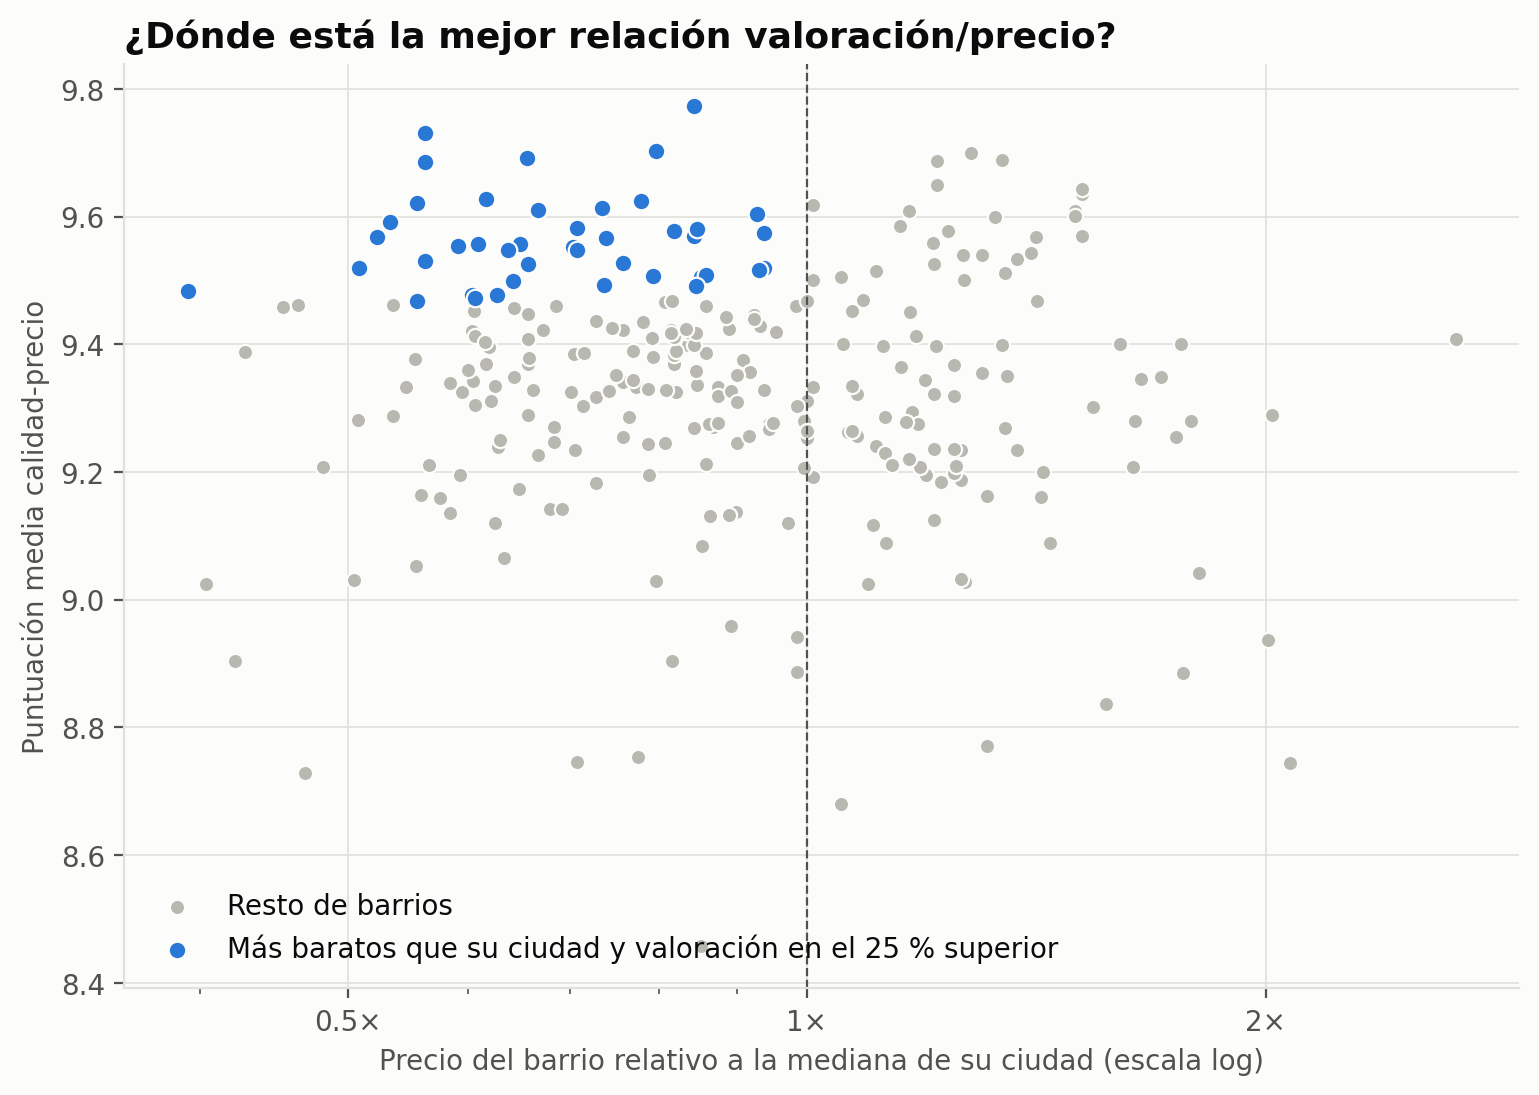 ¿Dónde está la mejor relación valoración/precio?
Puntuación media calidad-precio
9.8
9.6
9.4
9.2
9.0
8.8
8.6
8.4
Resto de barrios
Más baratos que su ciudad y valoración en el 25 % superior
0.5×
1×
2×
Precio del barrio relativo a la mediana de su ciudad (escala log)